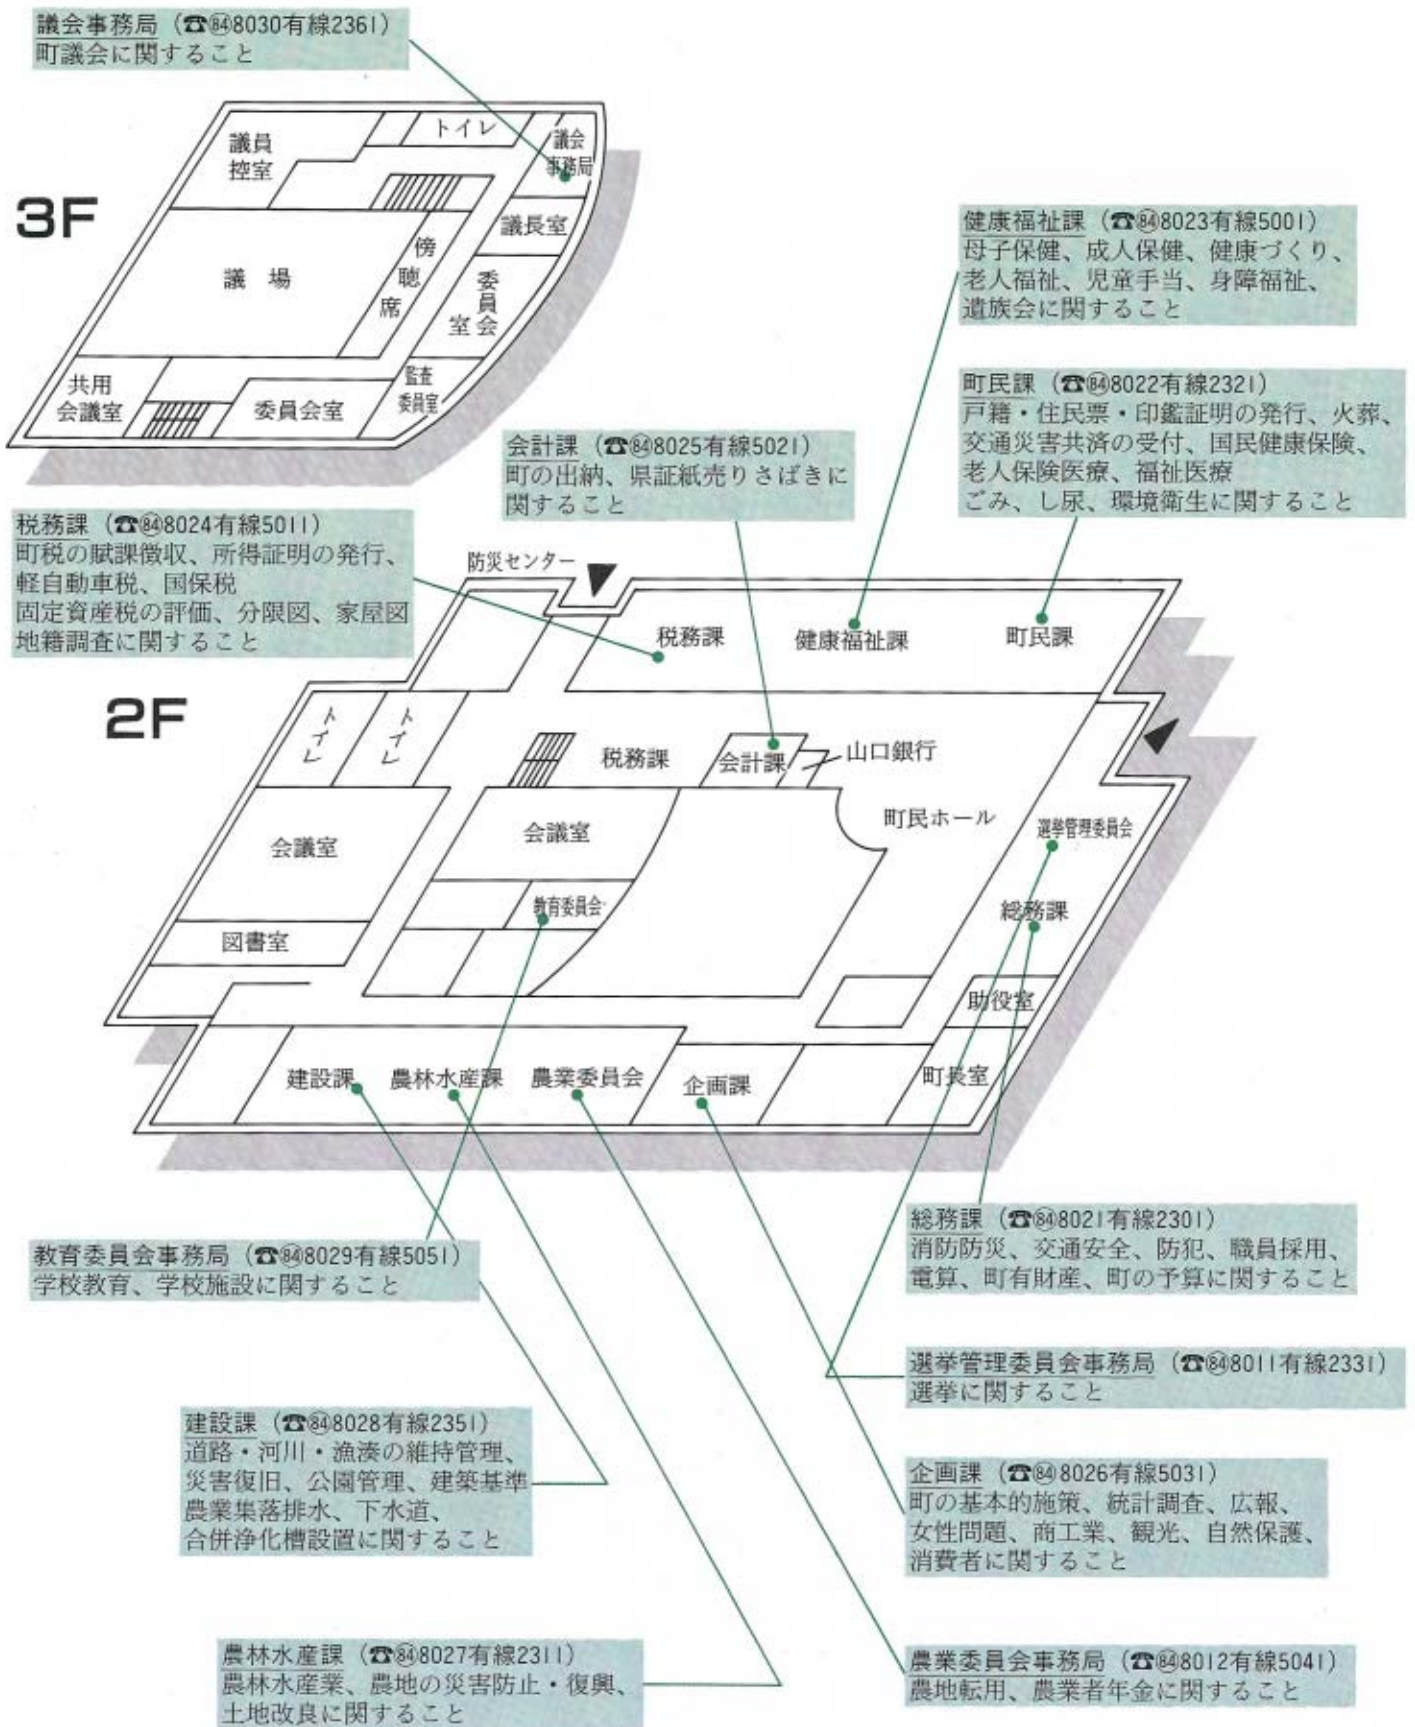 議会事務局（☎㊽8030有線2361）
町議会に関すること
3F
議員
控室
トイレ
議会
事務局
議長室
議場
傍聴席
委員会室
共用
会議室
委員会室
監査
委員室
健康福祉課（☎㊽8023有線5001）
母子保健、成人保健、健康づくり、
老人福祉、児童手当、身障福祉、
遺族会に関すること
町民課（☎㊽8022有線2321）
戸籍・住民票・印鑑証明の発行、火葬、
交通災害共済の受付、国民健康保険、
老人保険医療、福祉医療
ごみ、し尿、環境衛生に関すること
会計課（☎㊽8025有線5021）
町の出納、県証紙売りさばきに
関すること
税務課（☎㊽8024有線5011）
町税の賦課徴収、所得証明の発行、
軽自動車税、国保税
固定資産税の評価、分限図、家屋図
地籍調査に関すること
2F
防災センター
税務課
健康福祉課
町民課
トイレ
トイレ
税務課
会計課
山口銀行
会議室
会議室
町民ホール
選挙管理委員会
教育委員会
総務課
図書室
助役室
建設課
農林水産課
農業委員会
企画課
町長室
総務課（☎㊽8021有線2301）
消防防災、交通安全、防犯、職員採用、
電算、町有財産、町の予算に関すること
教育委員会事務局（☎㊽8029有線5051）
学校教育、学校施設に関すること
選挙管理委員会事務局（☎㊽8011有線2331）
選挙に関すること
建設課（☎㊽8028有線2351）
道路・河川・漁湊の維持管理、
災害復旧、公園管理、建築基準
農業集落排水、下水道、
合併浄化槽設置に関すること
企画課（☎㊽8026有線5031）
町の基本的施策、統計調査、広報、
女性問題、商工業、観光、自然保護、
消費者に関すること
農林水産課（☎㊽8027有線2311）
農林水産業、農地の災害防止・復興、
土地改良に関すること
農業委員会事務局（☎㊽8012有線5041）
農地転用、農業者年金に関すること